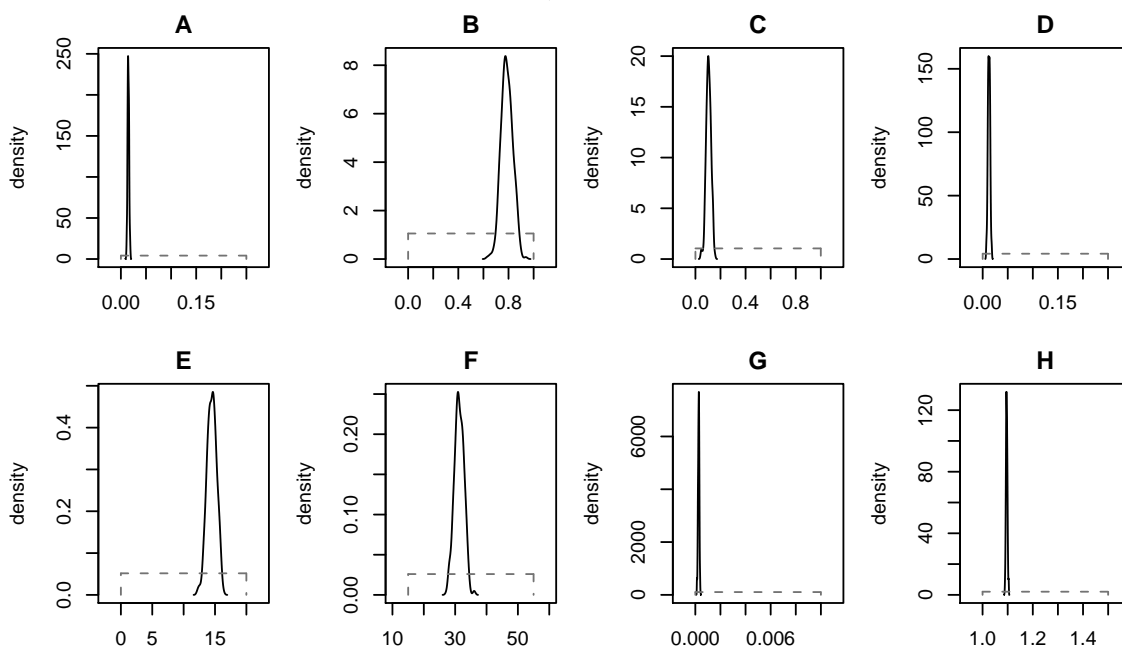 A B C D
density 0 50 150 250 0.00 0.15
density 0 2 4 6 8 0.0 0.4 0.8
density 0 5 10 15 20 0.0 0.4 0.8
density 0 50 100 150 0.00 0.15
E F G H
density 0.0 0.2 0.4 0 5 15
density 0.00 0.10 0.20 10 30 50
density 0 2000 6000 0.000 0.006
density 0 40 80 120 1.0 1.2 1.4